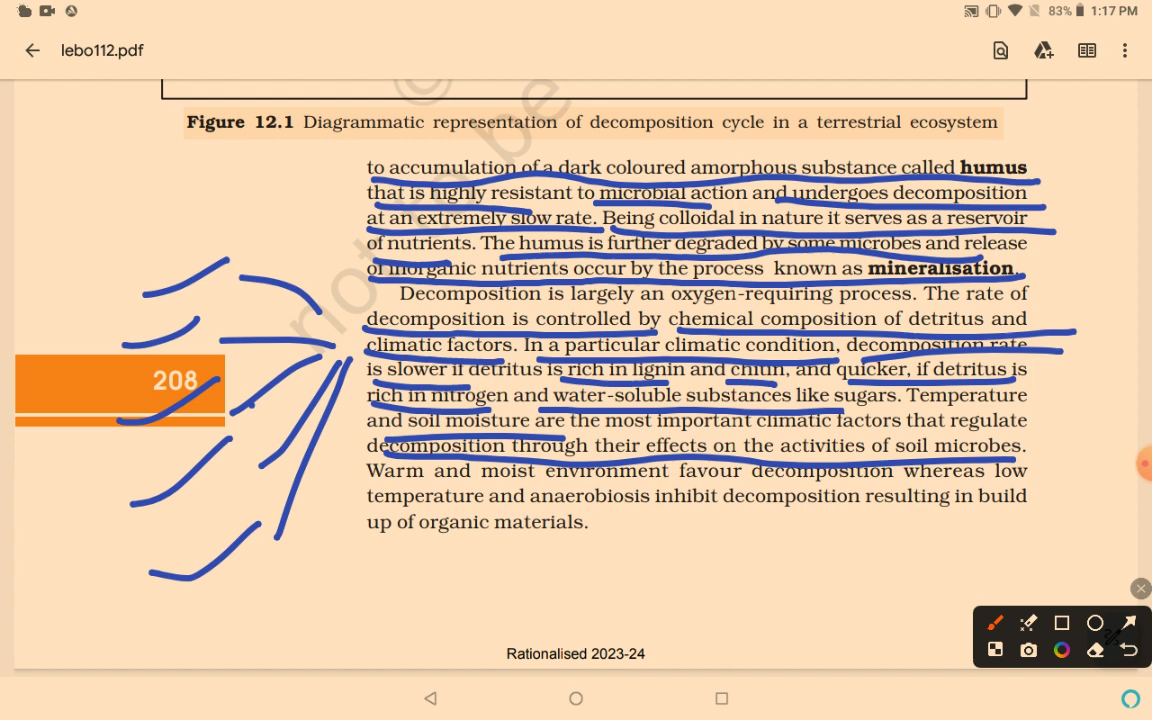 83% 1:17 PM
lebo112.pdf
Figure 12.1 Diagrammatic representation of decomposition cycle in a terrestrial ecosystem
to accumulation of a dark coloured amorphous substance called humus
that is highly resistant to microbial action and undergoes decomposition
at an extremely slow rate. Being colloidal in nature it serves as a reservoir
of nutrients. The humus is further degraded by some microbes and release
of inorganic nutrients occur by the process known as mineralisation.
Decomposition is largely an oxygen-requiring process. The rate of
decomposition is controlled by chemical composition of detritus and
climatic factors. In a particular climatic condition, decomposition rate
is slower if detritus is rich in lignin and chitin, and quicker, if detritus is
rich in nitrogen and water-soluble substances like sugars. Temperature
and soil moisture are the most important climatic factors that regulate
decomposition through their effects on the activities of soil microbes.
Warm and moist environment favour decomposition whereas low
temperature and anaerobiosis inhibit decomposition resulting in build
up of organic materials.
208
© not to be
Rationalised 2023-24